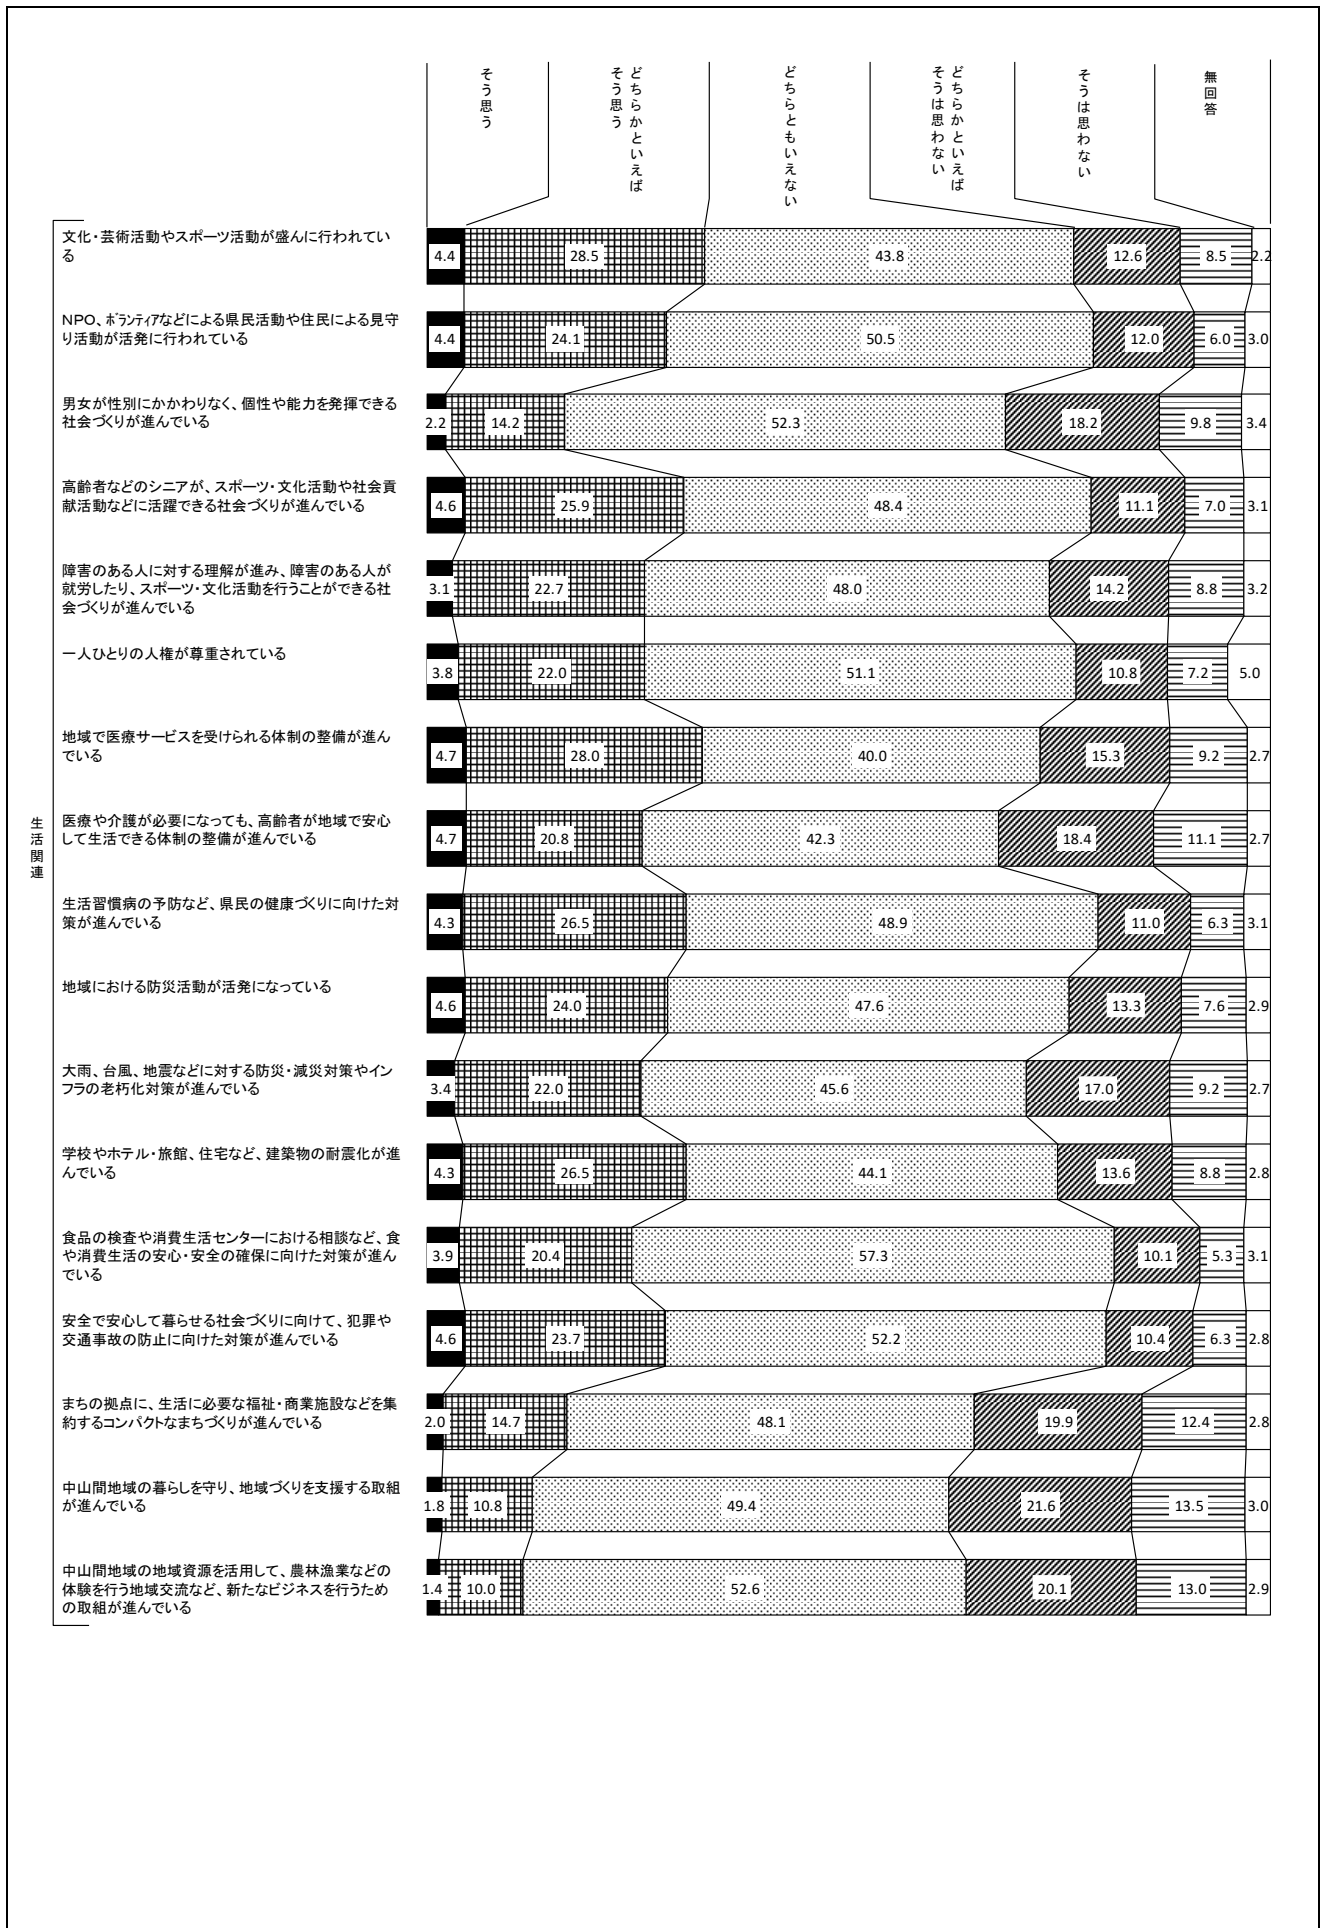 そう思う
どちらかといえば
そう思う
どちらともいえない
どちらかといえば
そうは思わない
そうは思わない
無回答
生活関連
文化・芸術活動やスポーツ活動が盛んに行われてい
る
4.4 28.5 43.8 12.6 8.5 2.2
NPO、ボランティアなどによる県民活動や住民による見守
り活動が活発に行われている
4.4 24.1 50.5 12.0 6.0 3.0
男女が性別にかかわりなく、個性や能力を発揮できる
社会づくりが進んでいる
2.2 14.2 52.3 18.2 9.8 3.4
高齢者などのシニアが、スポーツ・文化活動や社会貢
献活動などに活躍できる社会づくりが進んでいる
4.6 25.9 48.4 11.1 7.0 3.1
障害のある人に対する理解が進み、障害のある人が
就労したり、スポーツ・文化活動を行うことができる社
会づくりが進んでいる
3.1 22.7 48.0 14.2 8.8 3.2
一人ひとりの人権が尊重されている
3.8 22.0 51.1 10.8 7.2 5.0
地域で医療サービスを受けられる体制の整備が進ん
でいる
4.7 28.0 40.0 15.3 9.2 2.7
医療や介護が必要になっても、高齢者が地域で安心
して生活できる体制の整備が進んでいる
4.7 20.8 42.3 18.4 11.1 2.7
生活習慣病の予防など、県民の健康づくりに向けた対
策が進んでいる
4.3 26.5 48.9 11.0 6.3 3.1
地域における防災活動が活発になっている
4.6 24.0 47.6 13.3 7.6 2.9
大雨、台風、地震などに対する防災・減災対策やイン
フラの老朽化対策が進んでいる
3.4 22.0 45.6 17.0 9.2 2.7
学校やホテル・旅館、住宅など、建築物の耐震化が進
んでいる
4.3 26.5 44.1 13.6 8.8 2.8
食品の検査や消費生活センターにおける相談など、食
や消費生活の安心・安全の確保に向けた対策が進ん
でいる
3.9 20.4 57.3 10.1 5.3 3.1
安全で安心して暮らせる社会づくりに向けて、犯罪や
交通事故の防止に向けた対策が進んでいる
4.6 23.7 52.2 10.4 6.3 2.8
まちの拠点に、生活に必要な福祉・商業施設などを集
約するコンパクトなまちづくりが進んでいる
2.0 14.7 48.1 19.9 12.4 2.8
中山間地域の暮らしを守り、地域づくりを支援する取組
が進んでいる
1.8 10.8 49.4 21.6 13.5 3.0
中山間地域の地域資源を活用して、農林漁業などの
体験を行う地域交流など、新たなビジネスを行うため
の取組が進んでいる
1.4 10.0 52.6 20.1 13.0 2.9